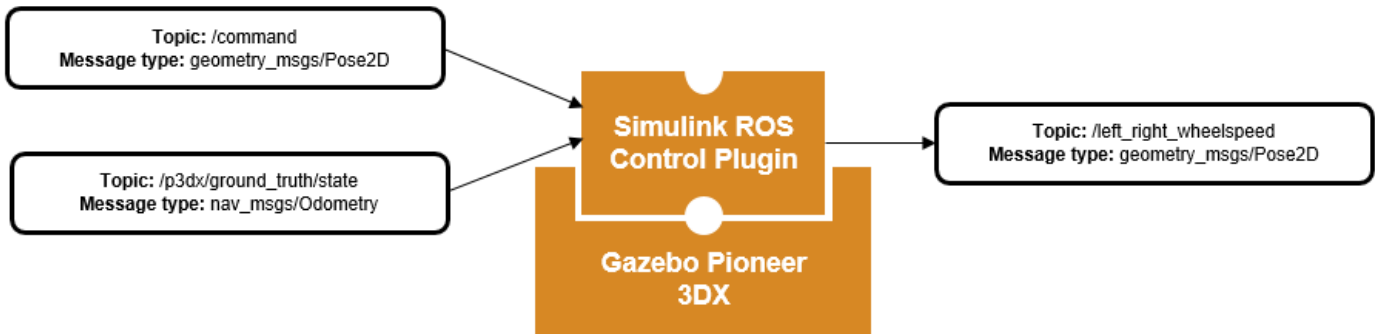 Topic: /command
Message type: geometry_msgs/Pose2D
Topic: /p3dx/ground_truth/state
Message type: nav_msgs/Odometry
Simulink ROS
Control Plugin
Gazebo Pioneer
3DX
Topic: /left_right_wheelspeed
Message type: geometry_msgs/Pose2D